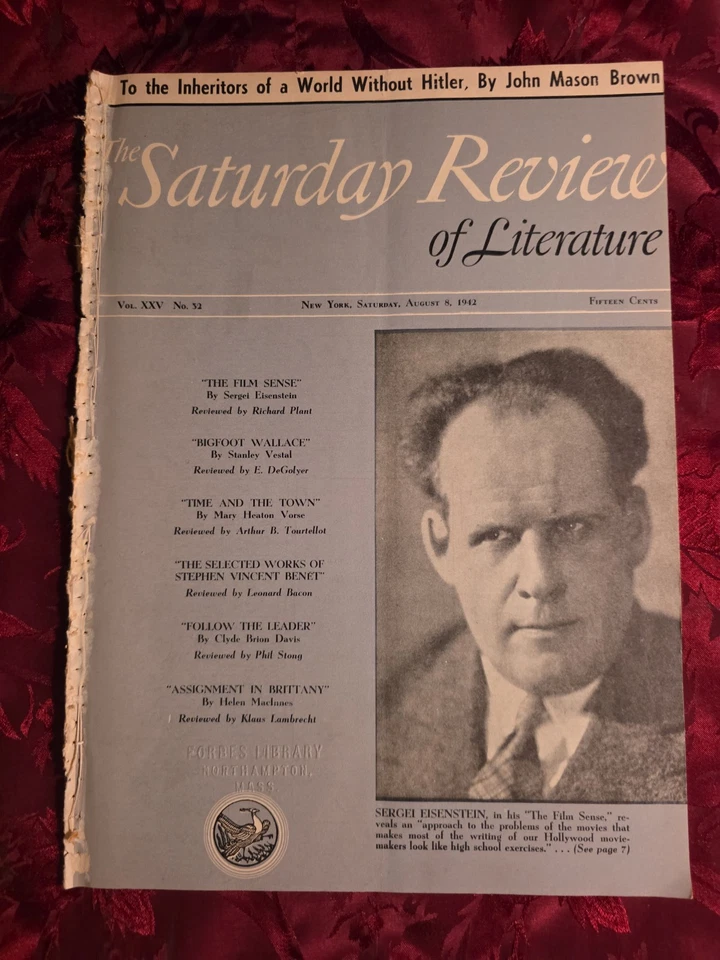 To the Inheritors of a World Without Hitler, By John Mason Brown
The Saturday Review
of Literature
Vol. XXV No. 32 New York, Saturday, August 8, 1942 Fifteen Cents
"THE FILM SENSE"
By Sergei Eisenstein
Reviewed by Richard Plant
"BIGFOOT WALLACE"
By Stanley Vestal
Reviewed by E. DeGolyer
"TIME AND THE TOWN"
By Mary Heaton Vorse
Reviewed by Arthur B. Tourtellot
"THE SELECTED WORKS OF
STEPHEN VINCENT BENÉT"
Reviewed by Leonard Bacon
"FOLLOW THE LEADER"
By Clyde Brion Davis
Reviewed by Phil Stong
"ASSIGNMENT IN BRITTANY"
By Helen MacInnes
Reviewed by Klaus Lambrecht
FORBES LIBRARY
NORTHAMPTON,
MASS
SERGEI EISENSTEIN, in his "The Film Sense," re-
veals an "approach to the problems of the movies that
makes most of the writing of our Hollywood movie-
makers look like high school exercises." . . . (See page 7)